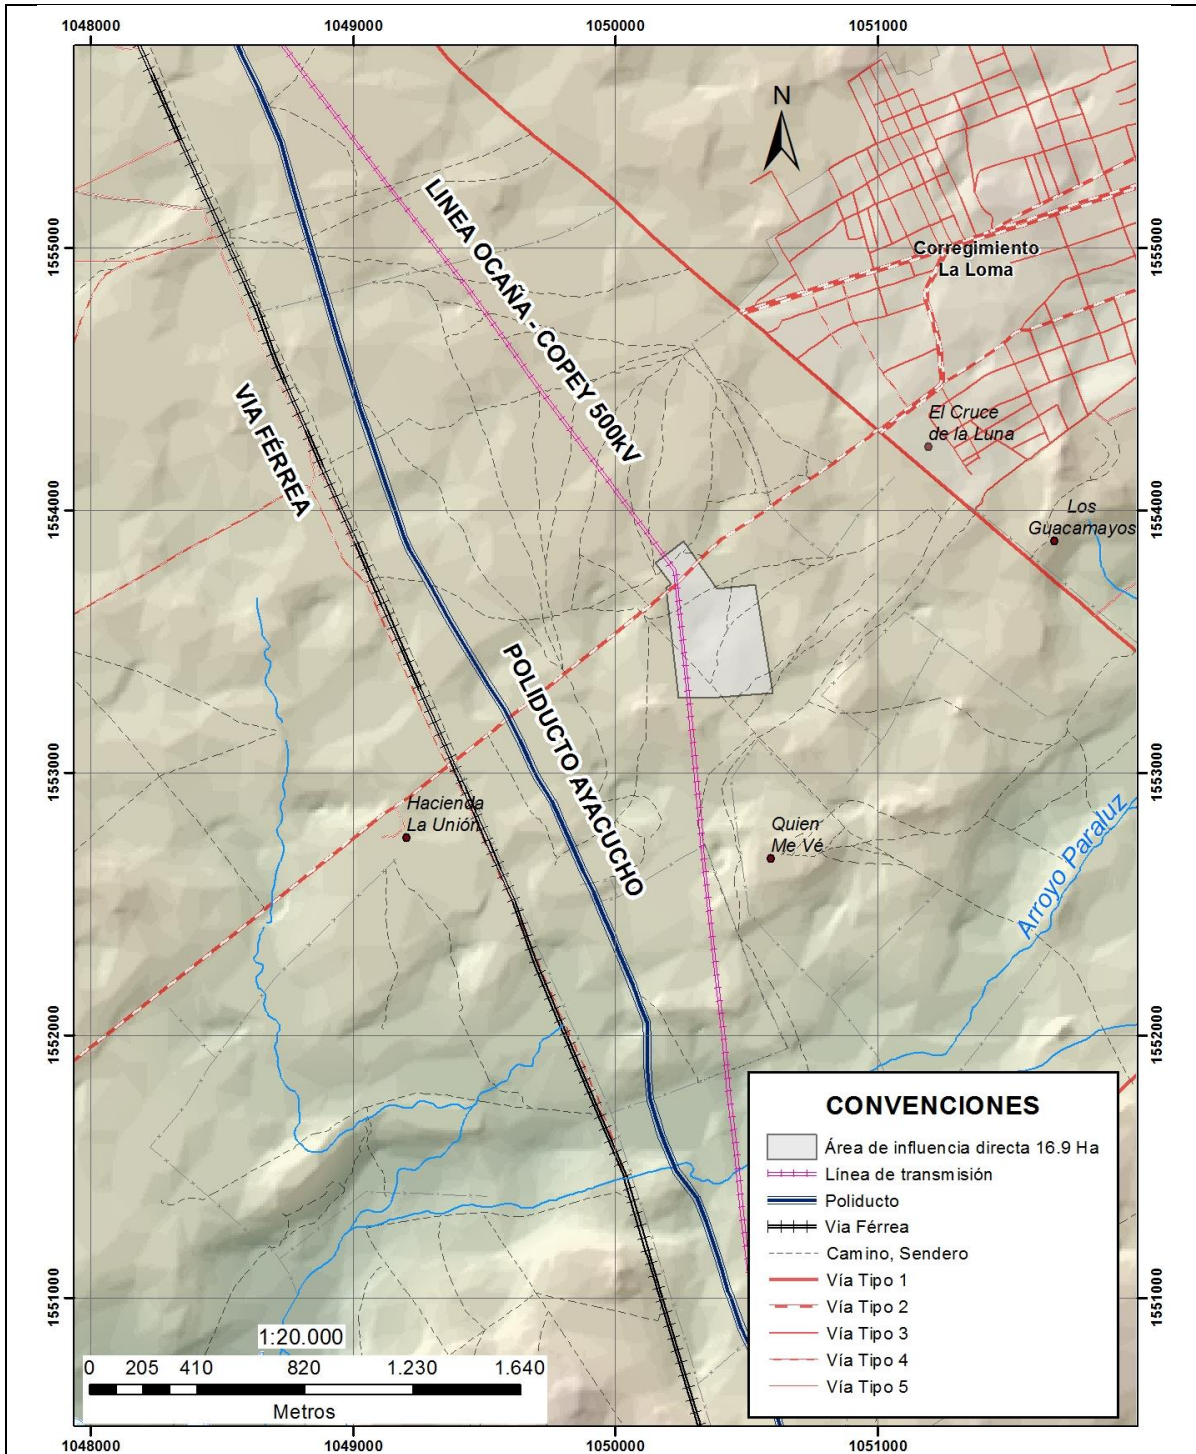 1048000 1049000 1050000 1051000
N
1555000
1555000
LINEA OCAÑA - COPEY 500kV
Corregimiento
La Loma
VIA FÉRREA
El Cruce
de la Luna
1554000
1554000
Los
Guacamayos
POLIDUCTO AYACUCHO
1553000
1553000
Hacienda
La Unión
Quien
Me Vé
Arroyo Paraluz
1552000
1552000
CONVENCIONES
Área de influencia directa 16.9 Ha
Línea de transmisión
Poliducto
Via Férrea
Camino, Sendero
Vía Tipo 1
Vía Tipo 2
Vía Tipo 3
Vía Tipo 4
Vía Tipo 5
1551000
1551000
1:20.000
0 205 410 820 1.230 1.640
Metros
1048000 1049000 1050000 1051000